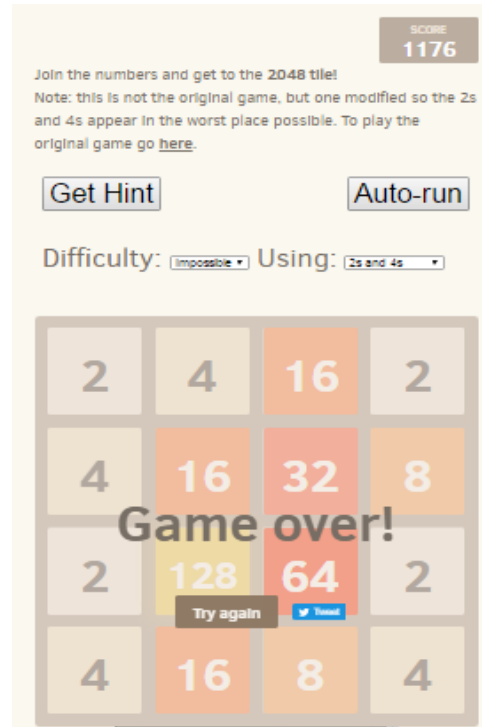 SCORE
1176
Join the numbers and get to the 2048 tile!
Note: this is not the original game, but one modified so the 2s
and 4s appear in the worst place possible. To play the
original game go here.
Get Hint Auto-run
Difficulty: Impossible Using: 2s and 4s
2 4 16 2
4 16 32 8
Game over!
2 128 64 2
Try again Tweet
4 16 8 4